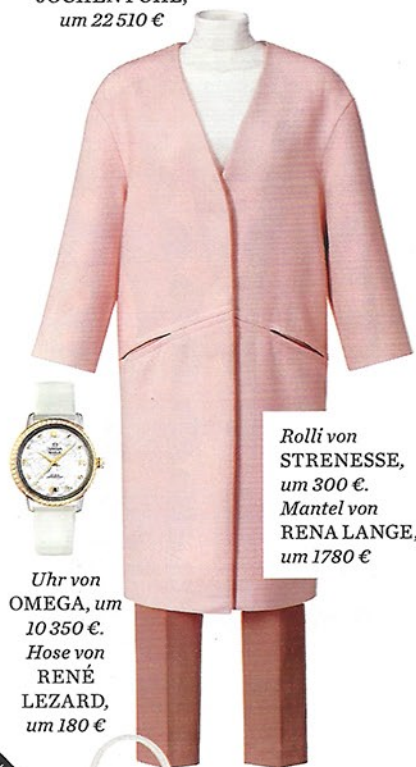 um 22 510 €
Rolli von
STRENESSE,
um 300 €.
Mantel von
RENA LANGE,
um 1780 €
Uhr von
OMEGA, um
10 350 €.
Hose von
RENÉ
LEZARD,
um 180 €